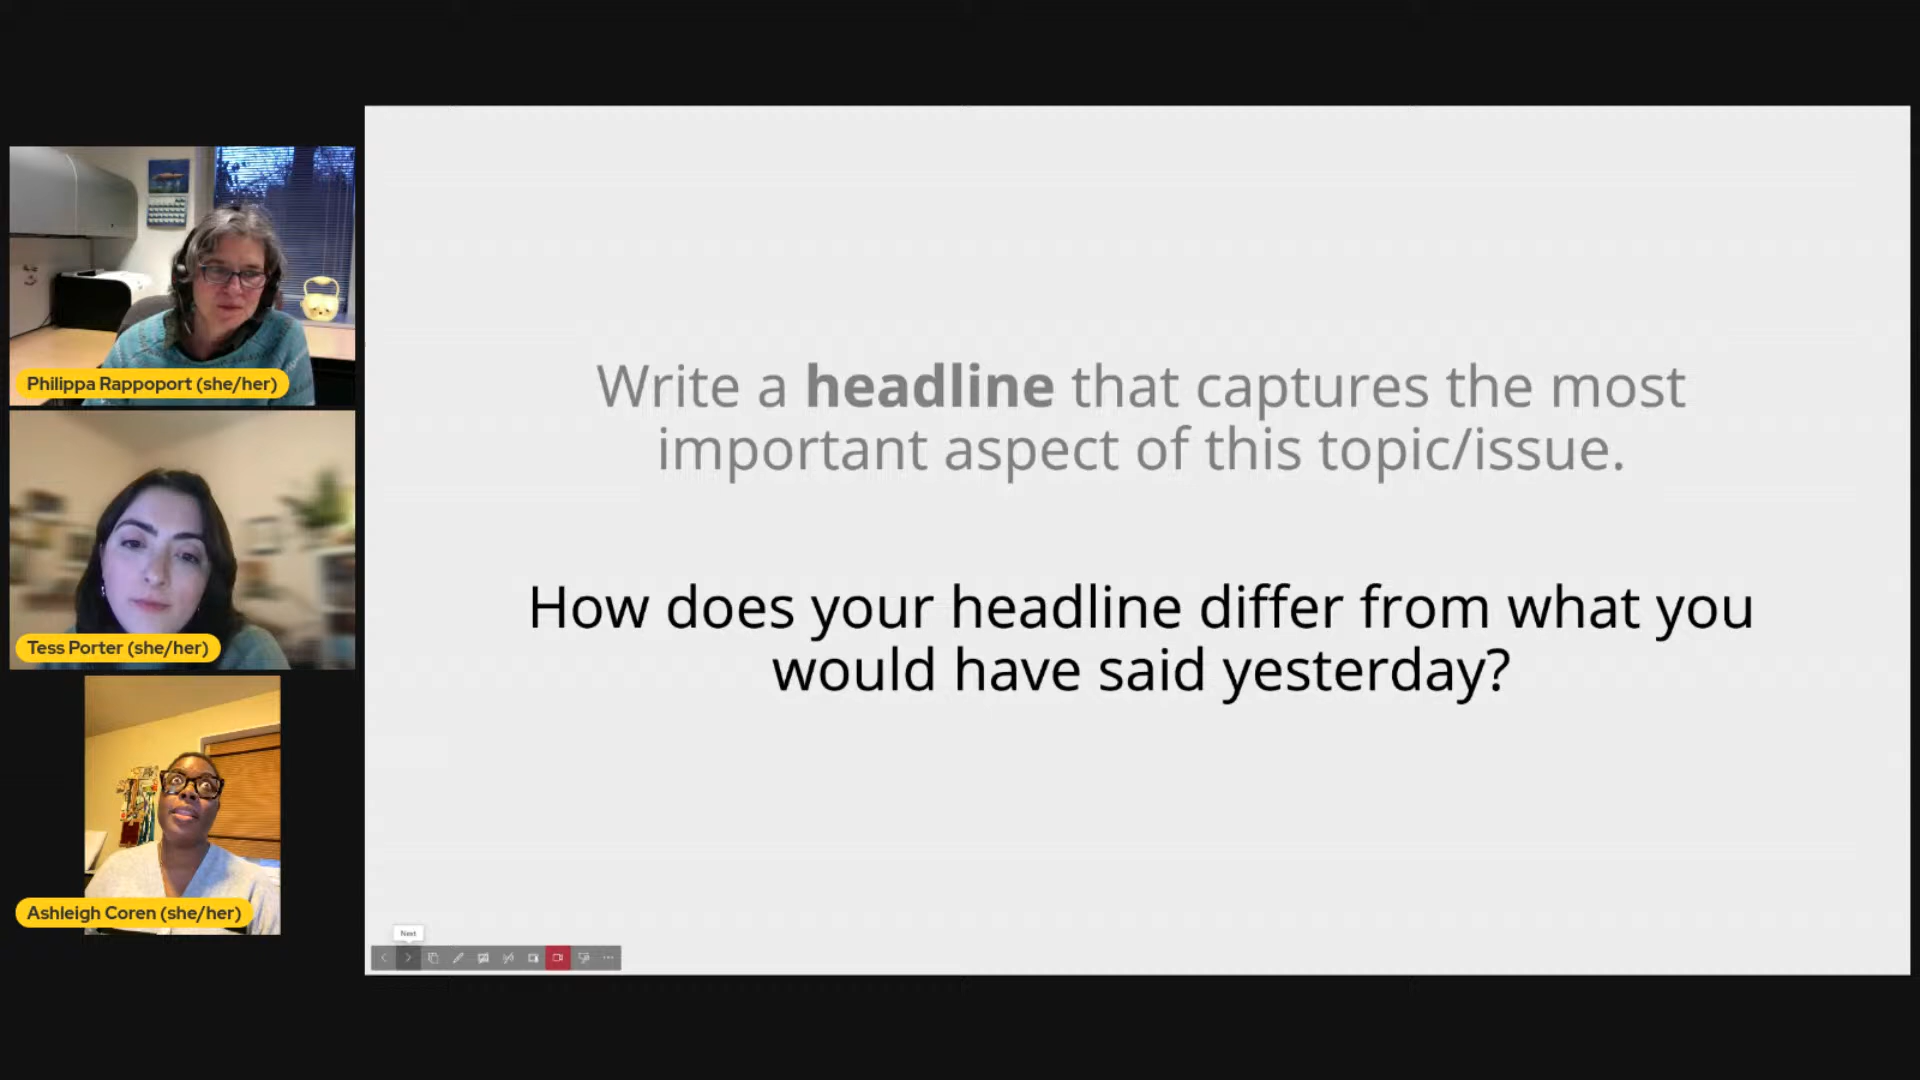 Philippa Rappoport (she/her)
Tess Porter (she/her)
Ashleigh Coren (she/her)
Write a headline that captures the most
important aspect of this topic/issue.
How does your headline differ from what you
would have said yesterday?
Next